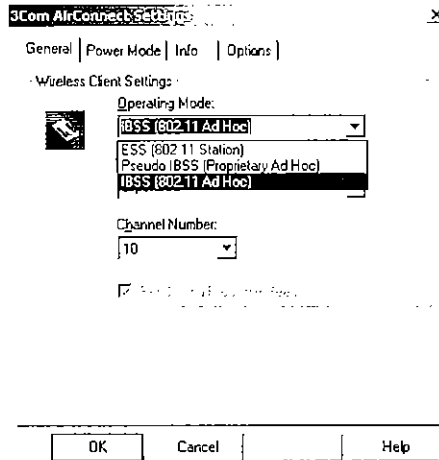 3Com AirConnect Settings
General Power Mode Info Options
Wireless Client Settings
Operating Mode:
IBSS (802.11 Ad Hoc)
ESS (802.11 Station)
Pseudo IBSS (Proprietary Ad Hoc)
IBSS (802.11 Ad Hoc)
Channel Number:
10
OK Cancel Help